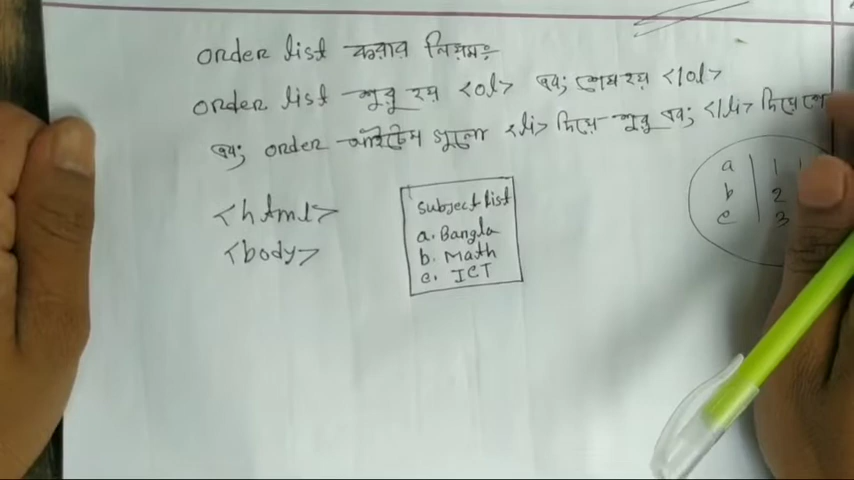 order list করার নিয়মঃ
order list শুরু হয় <ol> এবং শেষ হয় </ol>
এবং order আইটেম গুলো <li> দিয়ে শুরু এবং </li> দিয়ে শে
<html>
<body>
subject list
a. Bangla
b. Math
c. ICT
a 1
b 2
c 3